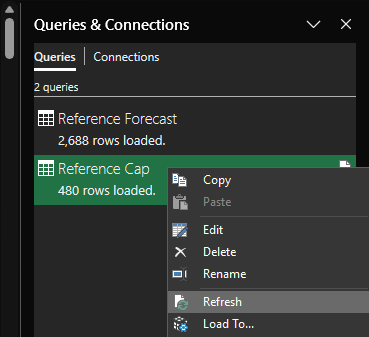 Queries & Connections
Queries | Connections
2 queries
Reference Forecast
2,688 rows loaded.
Reference Cap
480 rows loaded.
Copy
Paste
Edit
Delete
Rename
Refresh
Load To...